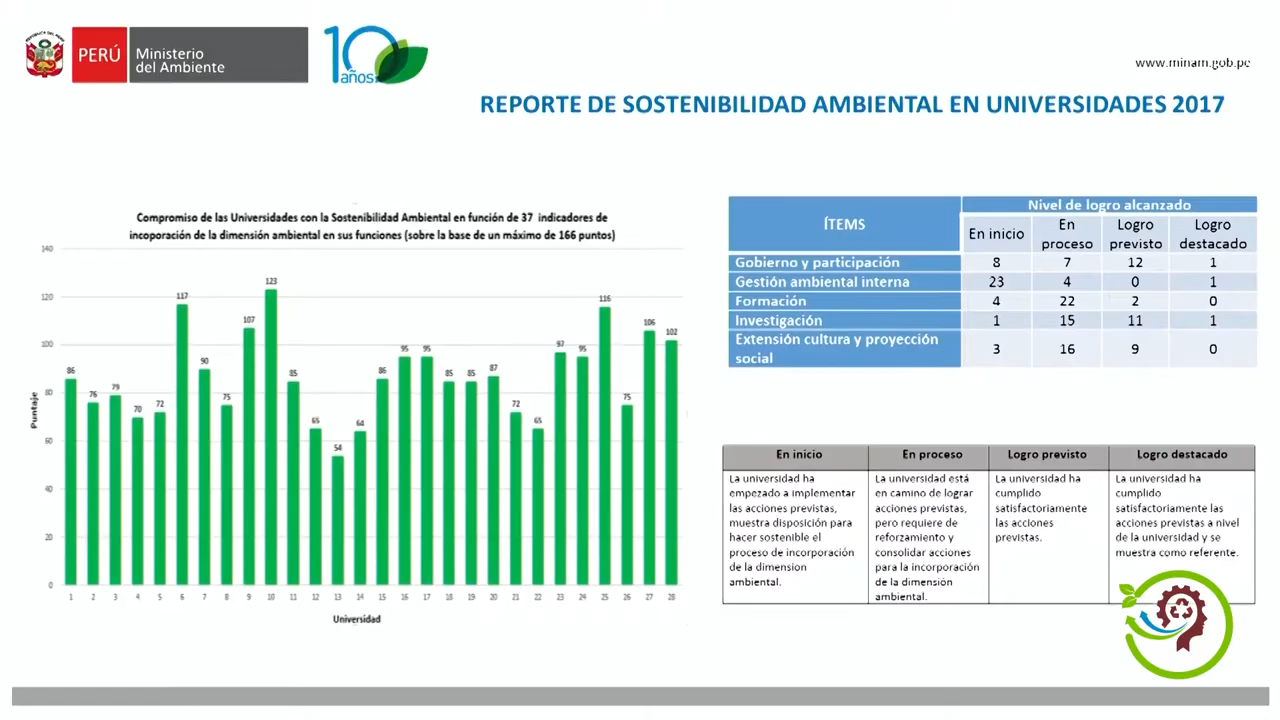 PERÚ
Ministerio
del Ambiente
10
años
www.minam.gob.pe
REPORTE DE SOSTENIBILIDAD AMBIENTAL EN UNIVERSIDADES 2017
Compromiso de las Universidades con la Sostenibilidad Ambiental en función de 37 indicadores de
incoporación de la dimensión ambiental en sus funciones (sobre la base de un máximo de 166 puntos)
Puntaje
140
120
100
80
60
40
20
0
86 76 79 70 72 117 90 75 107 123 85 65 54 64 86 95 95 85 85 87 72 65 97 95 116 75 106 102
1 2 3 4 5 6 7 8 9 10 11 12 13 14 15 16 17 18 19 20 21 22 23 24 25 26 27 28
Universidad
ÍTEMS
Nivel de logro alcanzado
En inicio
En
proceso
Logro
previsto
Logro
destacado
Gobierno y participación 8 7 12 1
Gestión ambiental interna 23 4 0 1
Formación 4 22 2 0
Investigación 1 15 11 1
Extensión cultura y proyección
social 3 16 9 0
En inicio
La universidad ha
empezado a implementar
las acciones previstas,
muestra disposición para
hacer sostenible el
proceso de incorporación
de la dimension
ambiental.
En proceso
La universidad está
en camino de lograr
acciones previstas,
pero requiere de
reforzamiento y
consolidar acciones
para la incorporación
de la dimensión
ambiental.
Logro previsto
La universidad ha
cumplido
satisfactoriamente
las acciones
previstas.
Logro destacado
La universidad ha
cumplido
satisfactoriamente las
acciones previstas a nivel
de la universidad y se
muestra como referente.